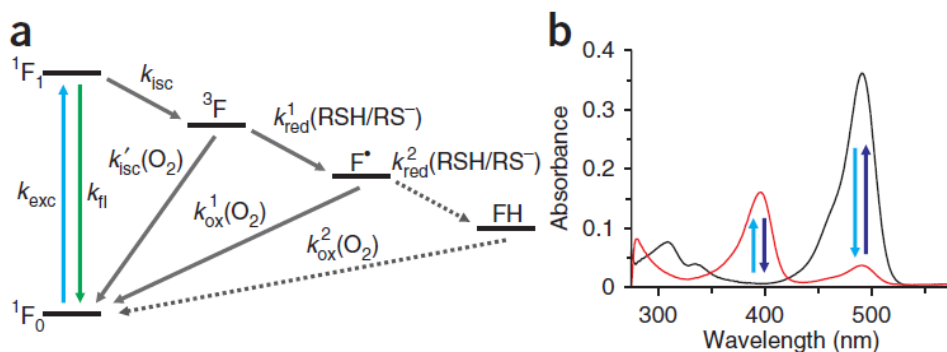 a
¹F₁
k_isc
³F
k¹_red(RSH/RS⁻)
k′_isc(O₂)
F•
k²_red(RSH/RS⁻)
k_exc
k_fl
k¹_ox(O₂)
FH
k²_ox(O₂)
¹F₀
b
0.4
0.3
0.2
0.1
0
Absorbance
300
400
500
Wavelength (nm)